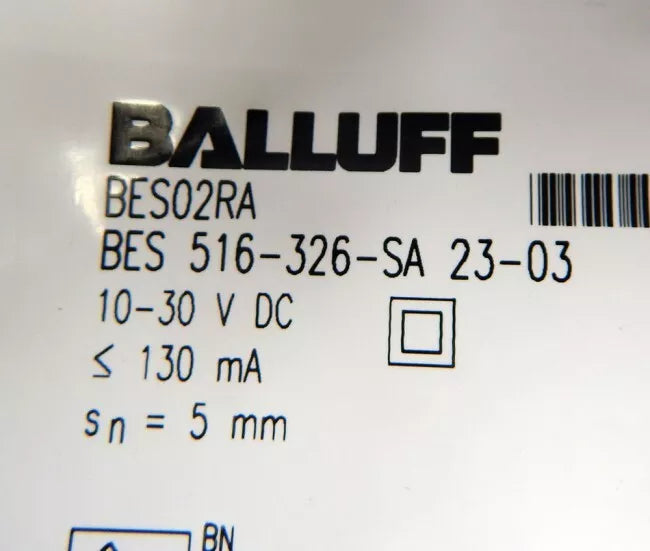 BALLUFF
BES02RA
BES 516-326-SA 23-03
10-30 V DC
≤ 130 mA
sn = 5 mm
BN